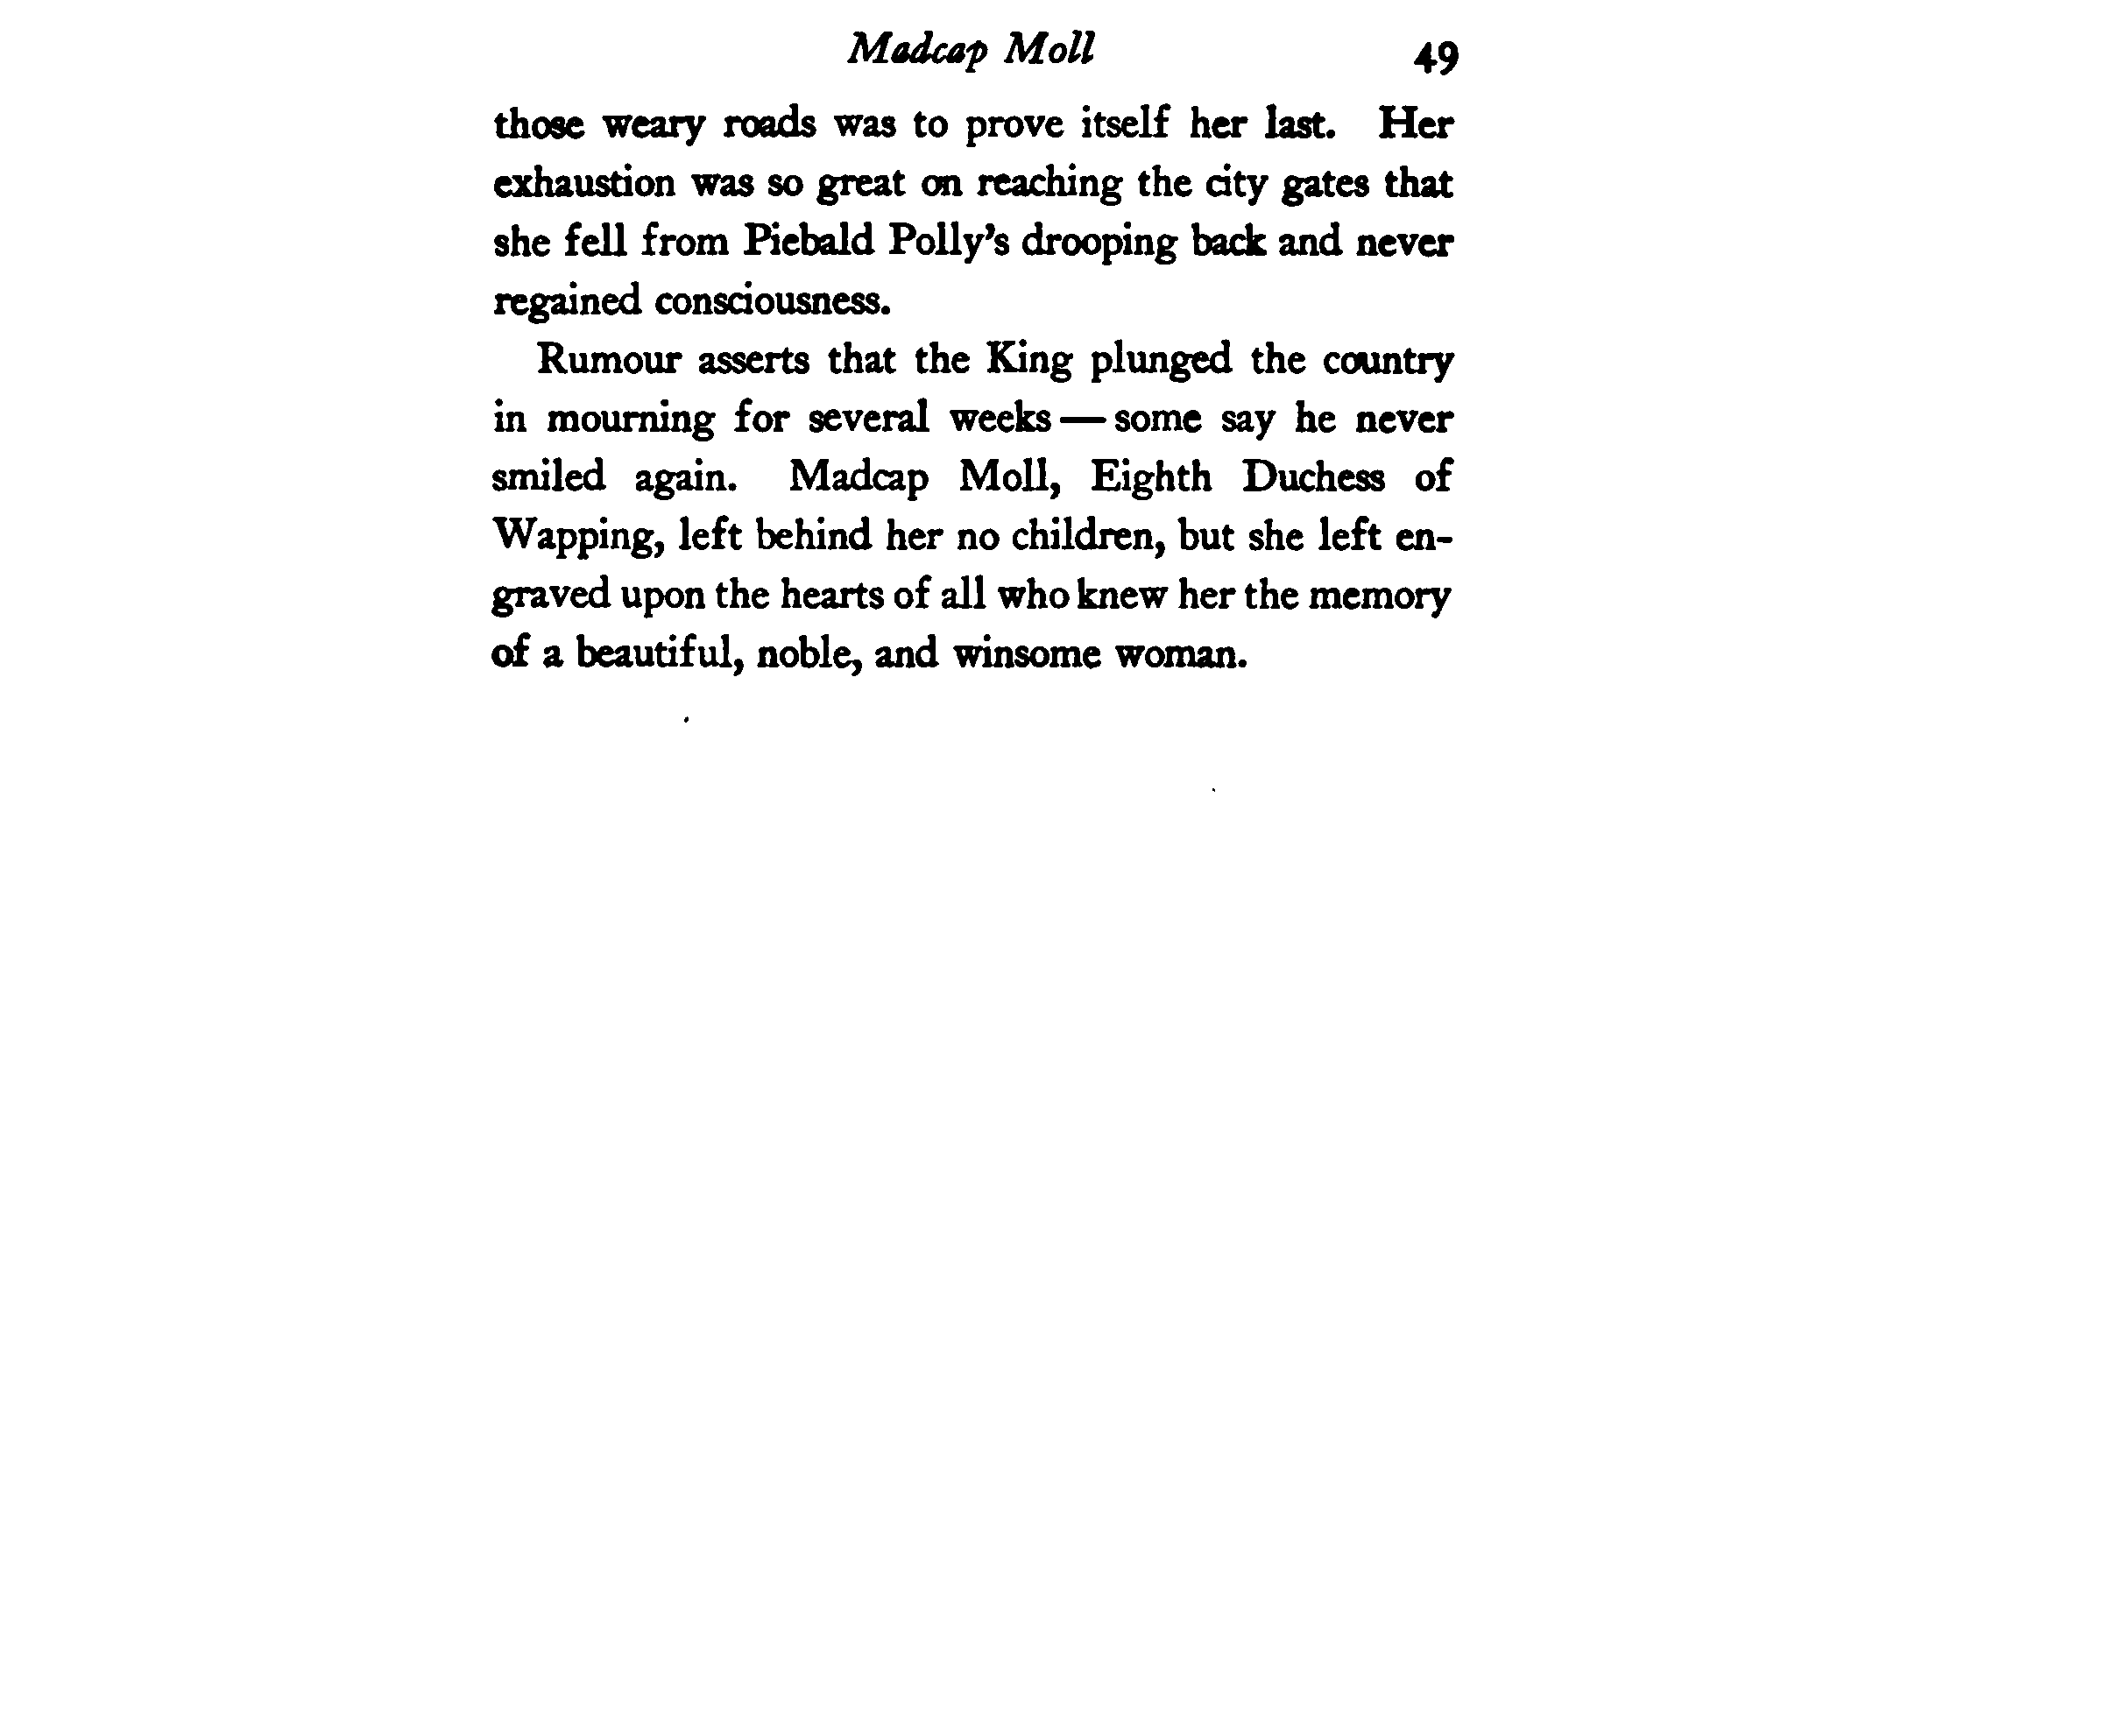 Madcap Moll 49
those weary roads was to prove itself her last. Her
exhaustion was so great on reaching the city gates that
she fell from Piebald Polly's drooping back and never
regained consciousness.
Rumour asserts that the King plunged the country
in mourning for several weeks — some say he never
smiled again. Madcap Moll, Eighth Duchess of
Wapping, left behind her no children, but she left en-
graved upon the hearts of all who knew her the memory
of a beautiful, noble, and winsome woman.